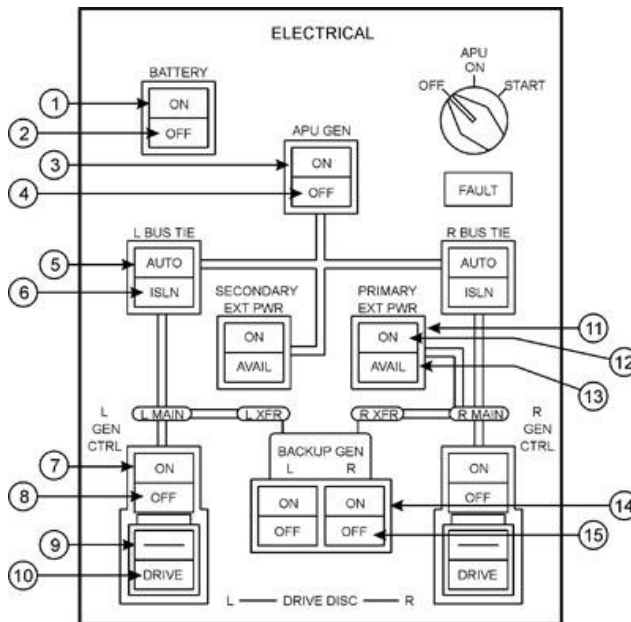 ELECTRICAL
APU
ON
OFF
START
BATTERY
1
ON
2
OFF
APU GEN
3
ON
4
OFF
FAULT
L BUS TIE
R BUS TIE
5
AUTO
AUTO
6
ISLN
ISLN
SECONDARY
EXT PWR
PRIMARY
EXT PWR
11
ON
ON
12
AVAIL
AVAIL
13
L
GEN
CTRL
L MAIN
L XFR
R XFR
R MAIN
R
GEN
CTRL
BACKUP GEN
L R
7
ON
ON
8
OFF
OFF
ON
ON
14
OFF
OFF
15
9
10
DRIVE
DRIVE
L DRIVE DISC R